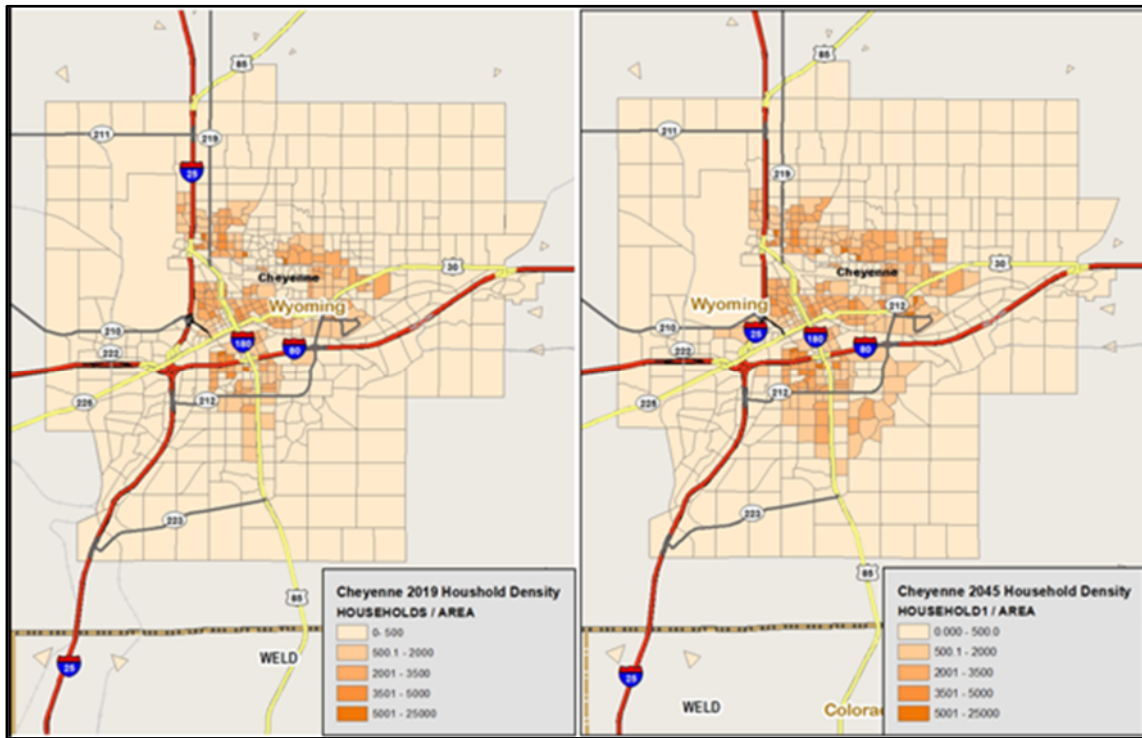 85
211
219
25
Cheyenne
30
Wyoming
210
222
180
80
225
212
223
85
WELD
25
Cheyenne 2019 Houshold Density
HOUSEHOLDS / AREA
0- 500
500.1 - 2000
2001 - 3500
3501 - 5000
5001 - 25000
85
211
219
Cheyenne
30
Wyoming
212
210
25
180
80
222
212
225
223
85
25
WELD
Colorac
Cheyenne 2045 Household Density
HOUSEHOLD1 / AREA
0.000 - 500.0
500.1 - 2000
2001 - 3500
3501 - 5000
5001 - 25000